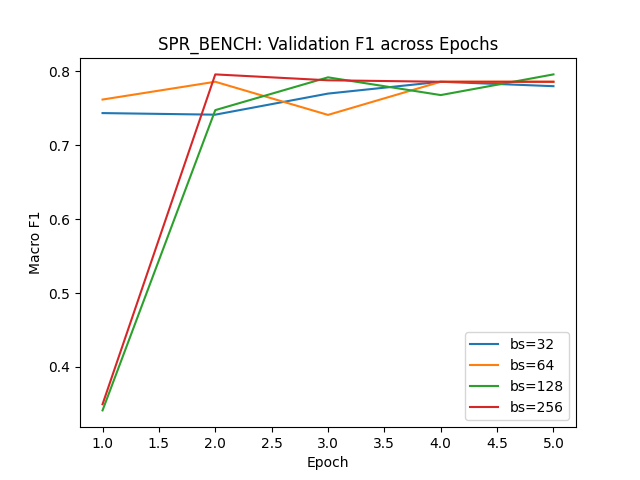 SPR_BENCH: Validation F1 across Epochs
Macro F1
0.8
0.7
0.6
0.5
0.4
1.0 1.5 2.0 2.5 3.0 3.5 4.0 4.5 5.0
Epoch
bs=32
bs=64
bs=128
bs=256